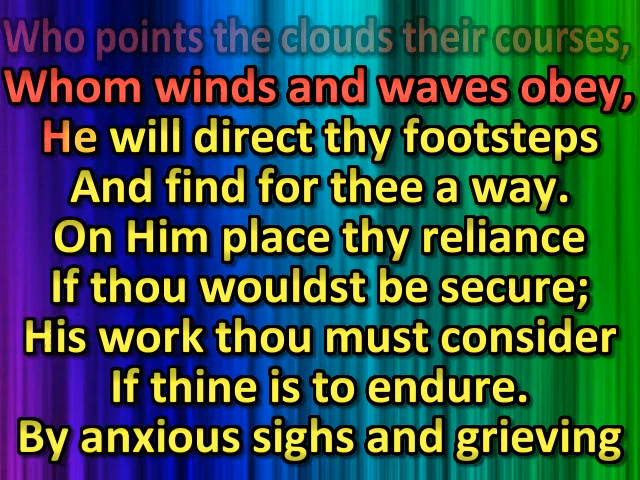 Who points the clouds their courses,
Whom winds and waves obey,
He will direct thy footsteps
And find for thee a way.
On Him place thy reliance
If thou wouldst be secure;
His work thou must consider
If thine is to endure.
By anxious sighs and grieving